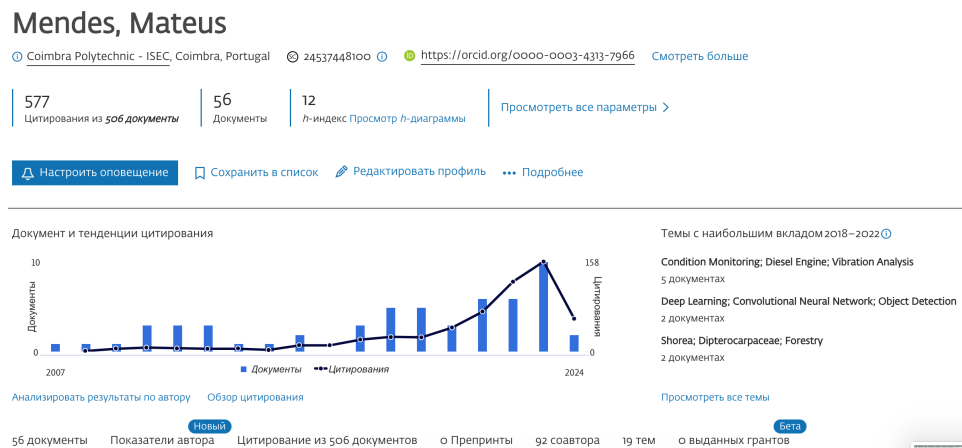 Mendes, Mateus
Coimbra Polytechnic - ISEC, Coimbra, Portugal SC 24537448100 iD https://orcid.org/0000-0003-4313-7966 Смотреть больше
577 56 12
Просмотреть все параметры
Цитирования из 506 документы Документы h-индекс Просмотр h-диаграммы
Настроить оповещение Сохранить в список Редактировать профиль Подробнее
Документ и тенденции цитирования Темы с наибольшим вкладом 2018–2022
10 158
Документы
Цитирования
0 0
2007 2024
Документы Цитирования
Condition Monitoring; Diesel Engine; Vibration Analysis
5 документах
Deep Learning; Convolutional Neural Network; Object Detection
2 документах
Shorea; Dipterocarpaceae; Forestry
2 документах
Анализировать результаты по автору Обзор цитирования Просмотреть все темы
Новый Бета
56 документы Показатели автора Цитирование из 506 документов 0 Препринты 92 соавтора 19 тем 0 выданных грантов